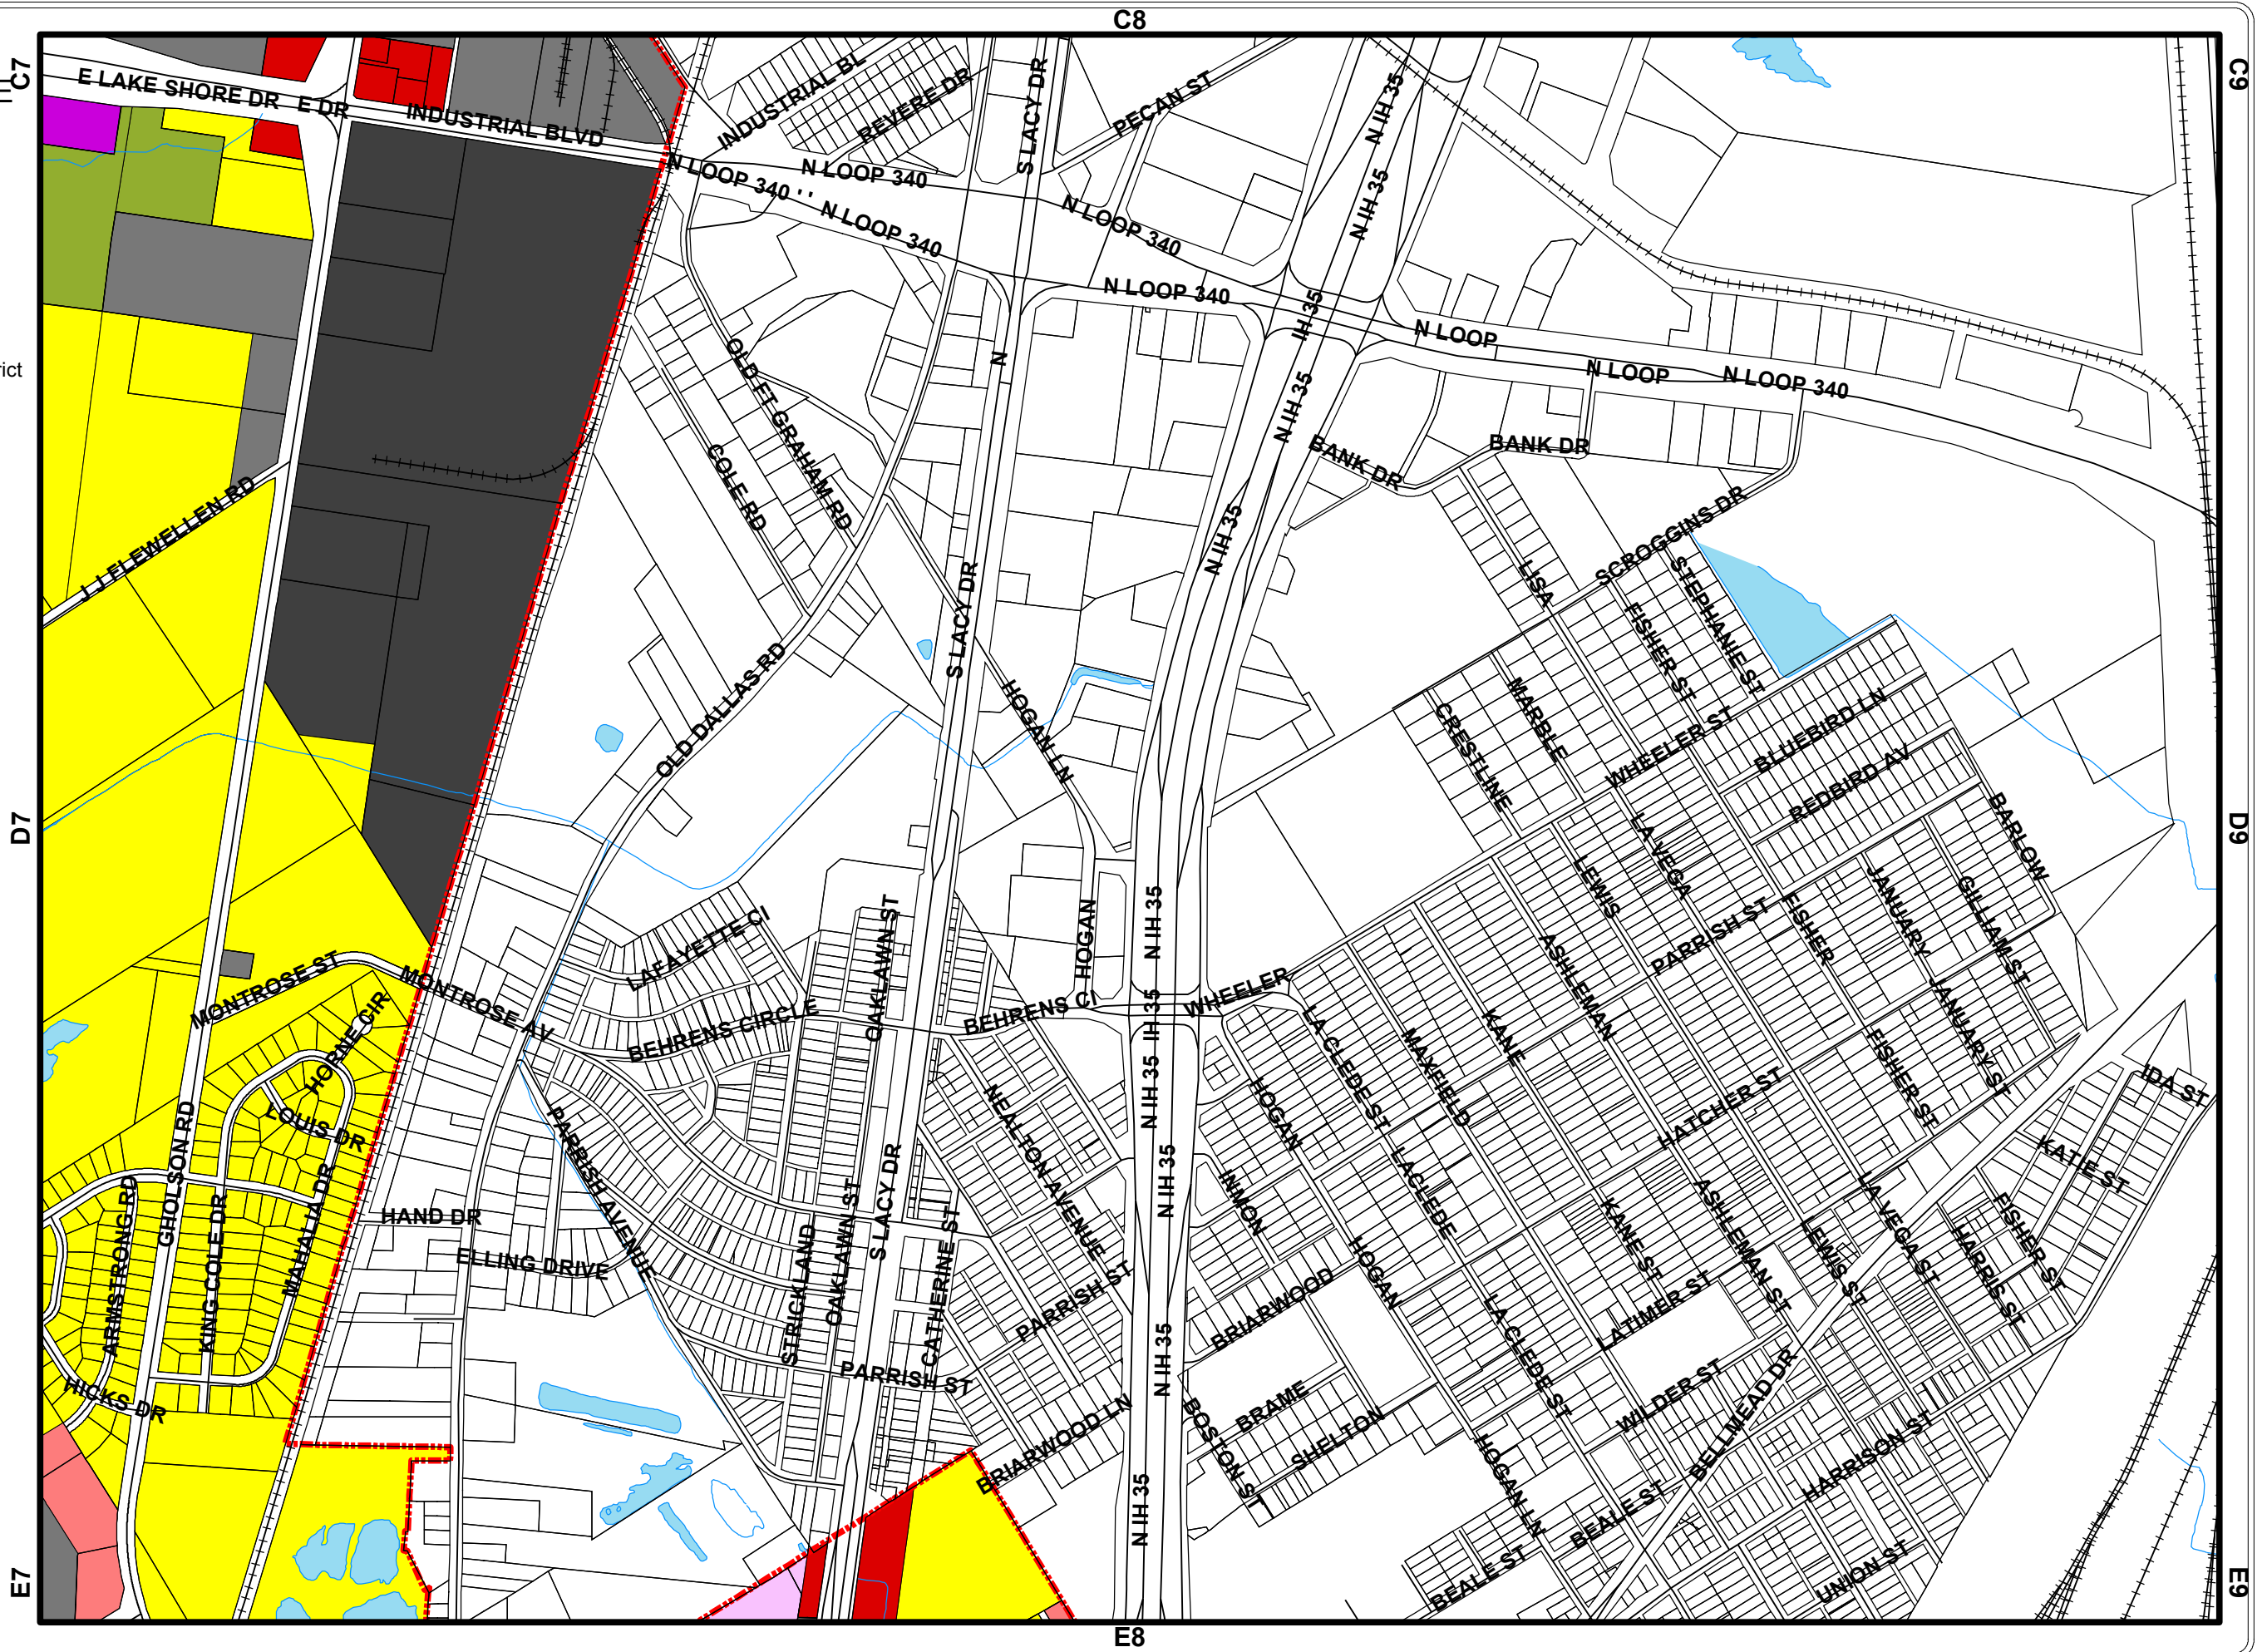 C8
C7
C9
E LAKE SHORE DR
E DR
INDUSTRIAL BLVD
INDUSTRIAL BL
REVERE DR
S LACY DR
PECAN ST
N IH 35
N IH 35
N LOOP 340
N LOOP 340
N LOOP 340
N LOOP 340
N LOOP 340
IH 35
N LOOP
N LOOP
N LOOP 340
rict
N
OLD ET GRAHAM RD
COLE RD
N IH 35
BANK DR
BANK DR
J J FLEWELLEN RD
N IH 35
SCROGGINS DR
LISA
STEPHANIE ST
FISHER ST
S LACY DR
OLD DALLAS RD
HOGAN LN
MARBLE
CRESTLINE
WHEELER ST
BLUEBIRD LN
REDBIRD AV
D7
D9
BARLOW
LA VEGA
LEWIS
LAFAYETTE CI
OAKLAWN ST
HOGAN
N IH 35
PARRISH ST
FISHER
JANUARY
GILLIAM ST
MONTROSE ST
MONTROSE AV
HORNE CIR
BEHRENS CIRCLE
BEHRENS CI
WHEELER
IH 35
ASHLEMAN
KANE
MAXFIELD
LA CLEDE ST
JANUARY ST
FISHER ST
LOUIS DR
GHOLSON RD
PARRISH AVENUE
NEALTON AVENUE
N IH 35
HOGAN
HATCHER ST
IDA ST
KATIE ST
ARMSTRONG RD
KING COLE DR
MAHALIA DR
HAND DR
ELLING DRIVE
STRICKLAND
OAKLAWN ST
S LACY DR
CATHERINE ST
N IH 35
INMON
LACLEDE
HOGAN
KANE ST
ASHLEMAN ST
LEWIS ST
LA VEGA ST
HARRIS ST
FISHER ST
PARRISH ST
BRIARWOOD
LATIMER ST
LA CLEDE ST
HICKS DR
PARRISH ST
N IH 35
BRIARWOOD LN
BOSTON ST
BRAME
SHELTON
WILDER ST
BELLMEAD DR
HARRISON ST
HOGAN LN
BEALE ST
BEALE ST
UNION ST
N IH 35
E7
E9
E8